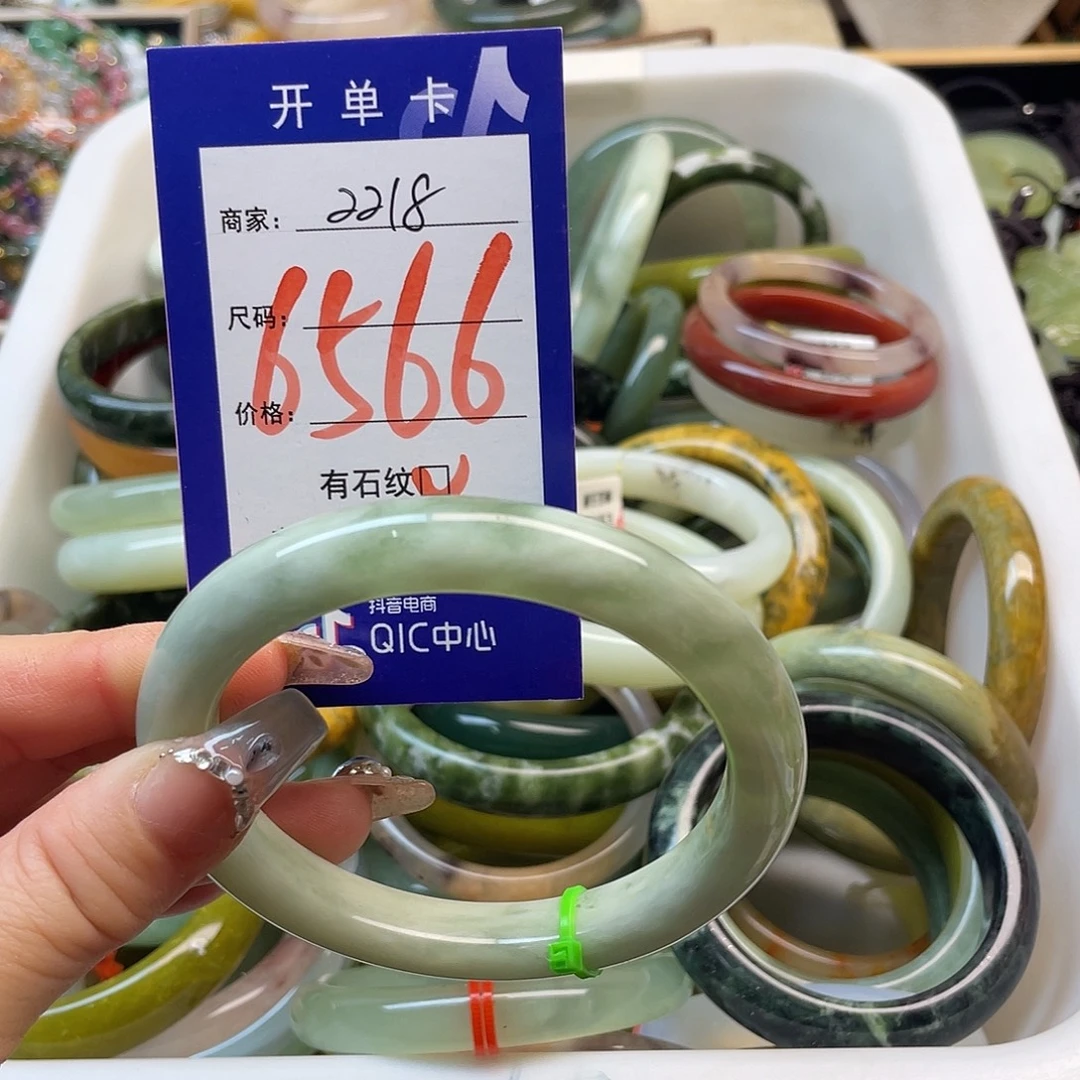 开单卡
商家： 2218
尺码：
6566
价格：
有石纹
抖音电商
QIC中心